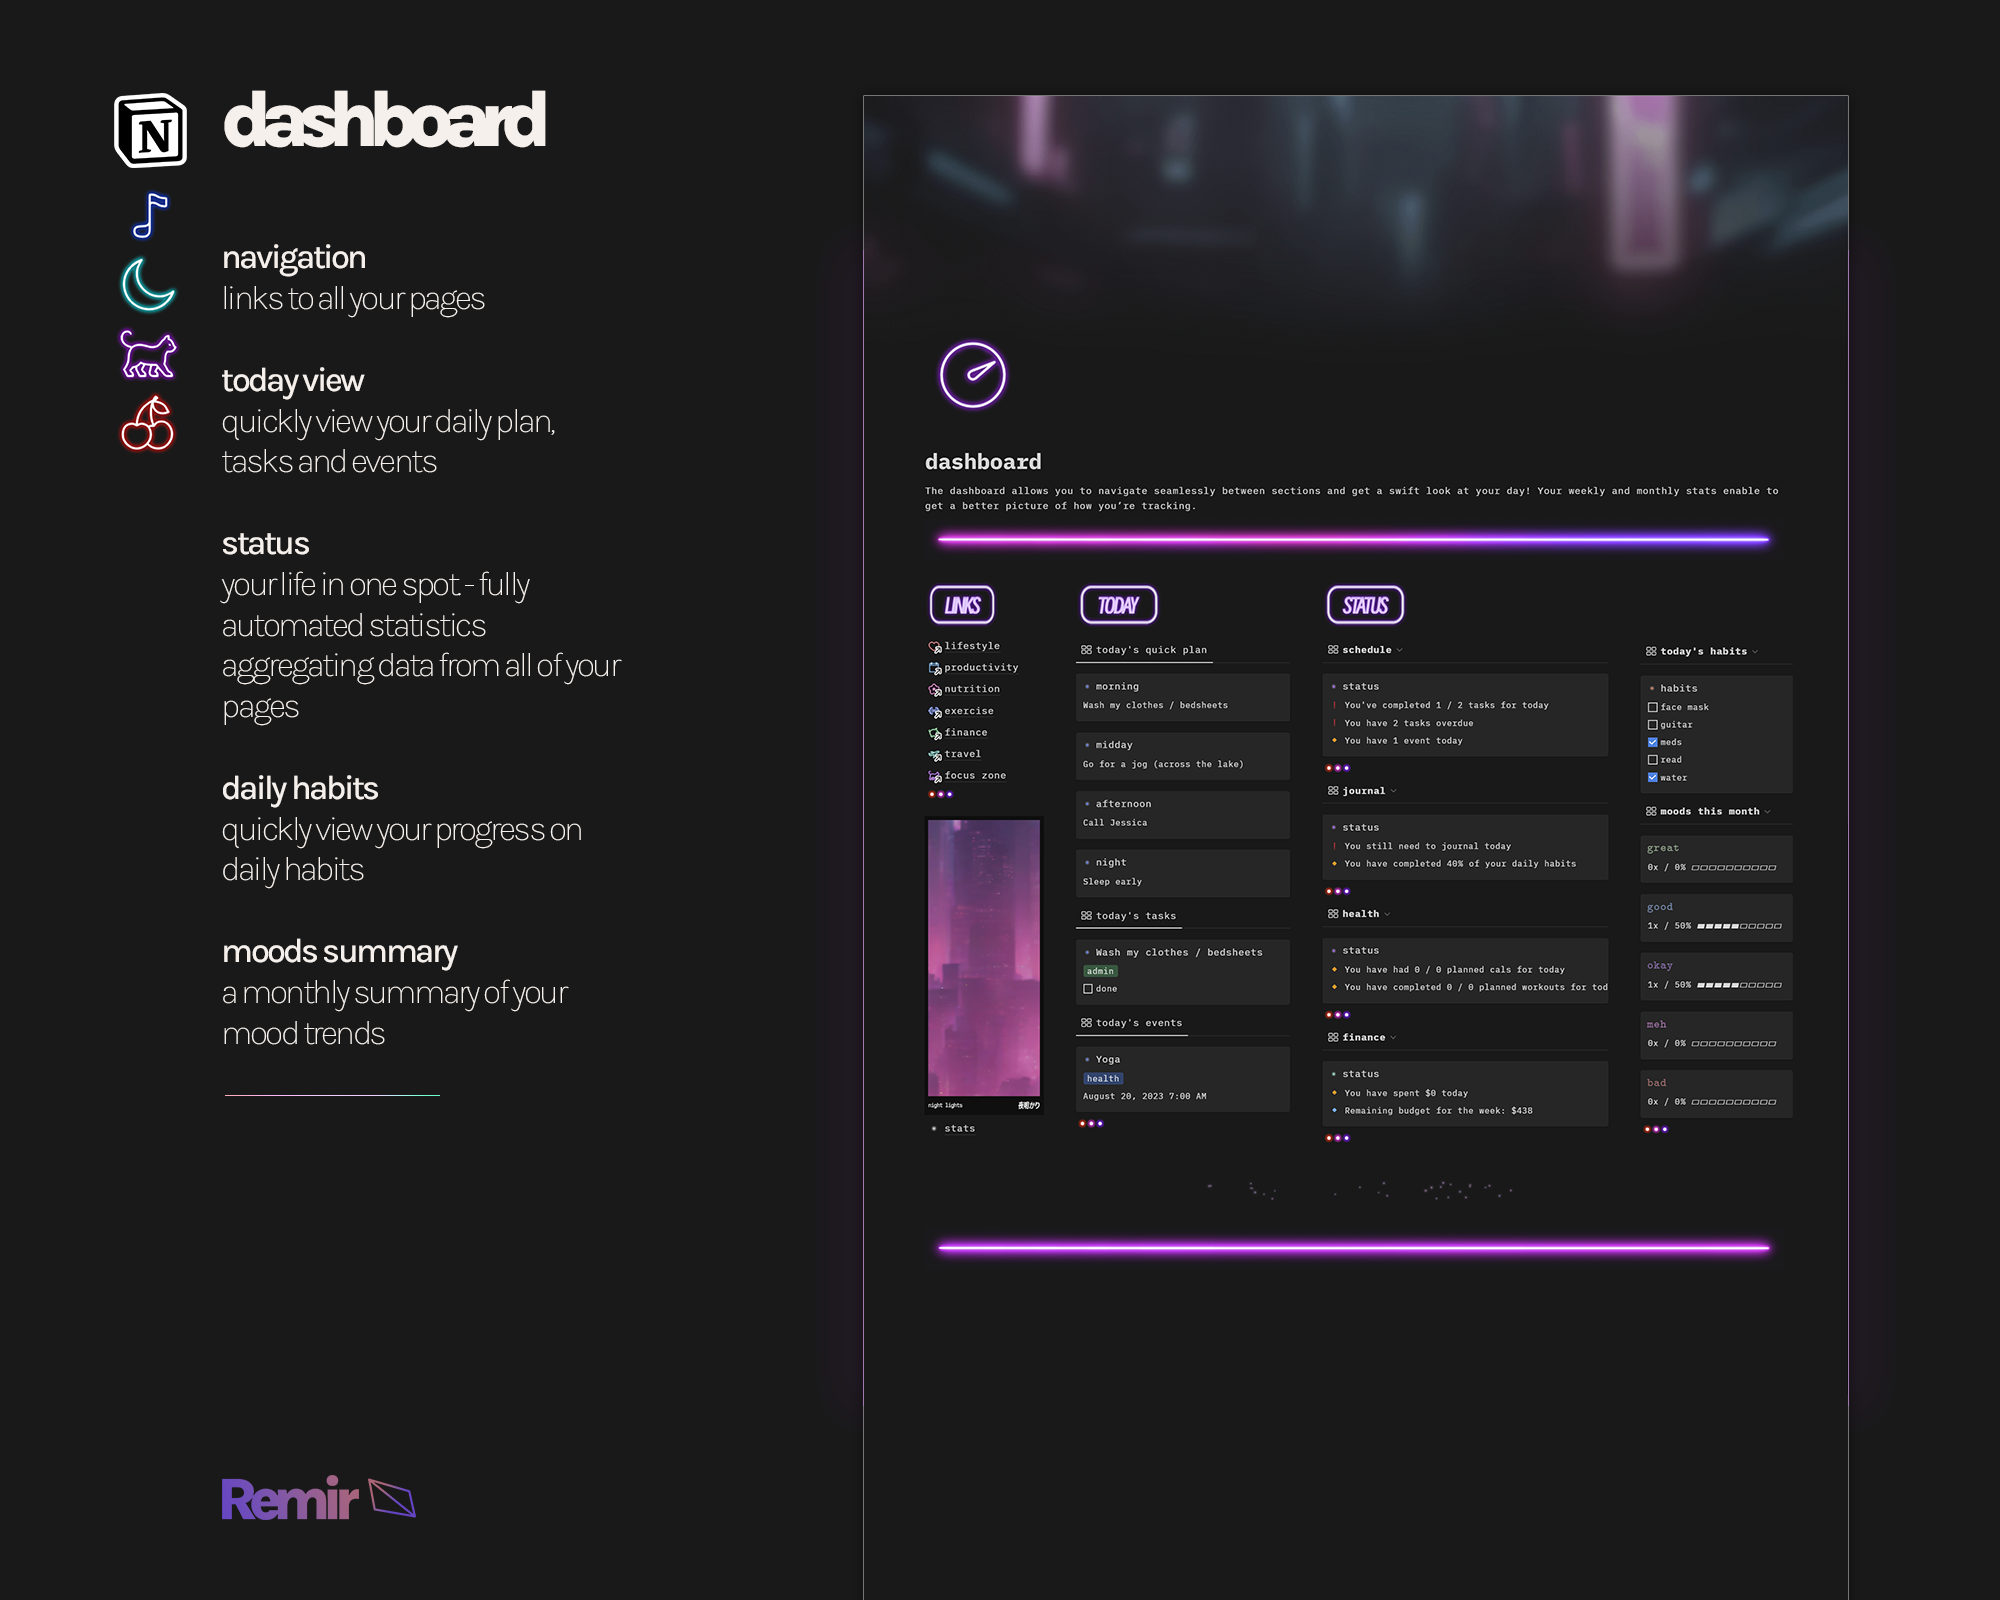 N
dashboard
navigation
links to all your pages
today view
quickly view your daily plan,
tasks and events
status
your life in one spot - fully
automated statistics
aggregating data from all of your
pages
daily habits
quickly view your progress on
daily habits
moods summary
a monthly summary of your
mood trends
Remir
dashboard
The dashboard allows you to navigate seamlessly between sections and get a swift look at your day! Your weekly and monthly stats enable to
get a better picture of how you're tracking.
LINKS
lifestyle
productivity
nutrition
exercise
finance
travel
focus zone
night lights
夜明かり
stats
TODAY
today's quick plan
morning
Wash my clothes / bedsheets
midday
Go for a jog (across the lake)
afternoon
Call Jessica
night
Sleep early
today's tasks
Wash my clothes / bedsheets
admin
done
today's events
Yoga
health
August 20, 2023 7:00 AM
STATUS
schedule
status
You've completed 1 / 2 tasks for today
You have 2 tasks overdue
You have 1 event today
journal
status
You still need to journal today
You have completed 40% of your daily habits
health
status
You have had 0 / 0 planned cals for today
You have completed 0 / 0 planned workouts for tod
finance
status
You have spent $0 today
Remaining budget for the week: $438
today's habits
habits
face mask
guitar
meds
read
water
moods this month
great
0x / 0%
good
1x / 50%
okay
1x / 50%
meh
0x / 0%
bad
0x / 0%